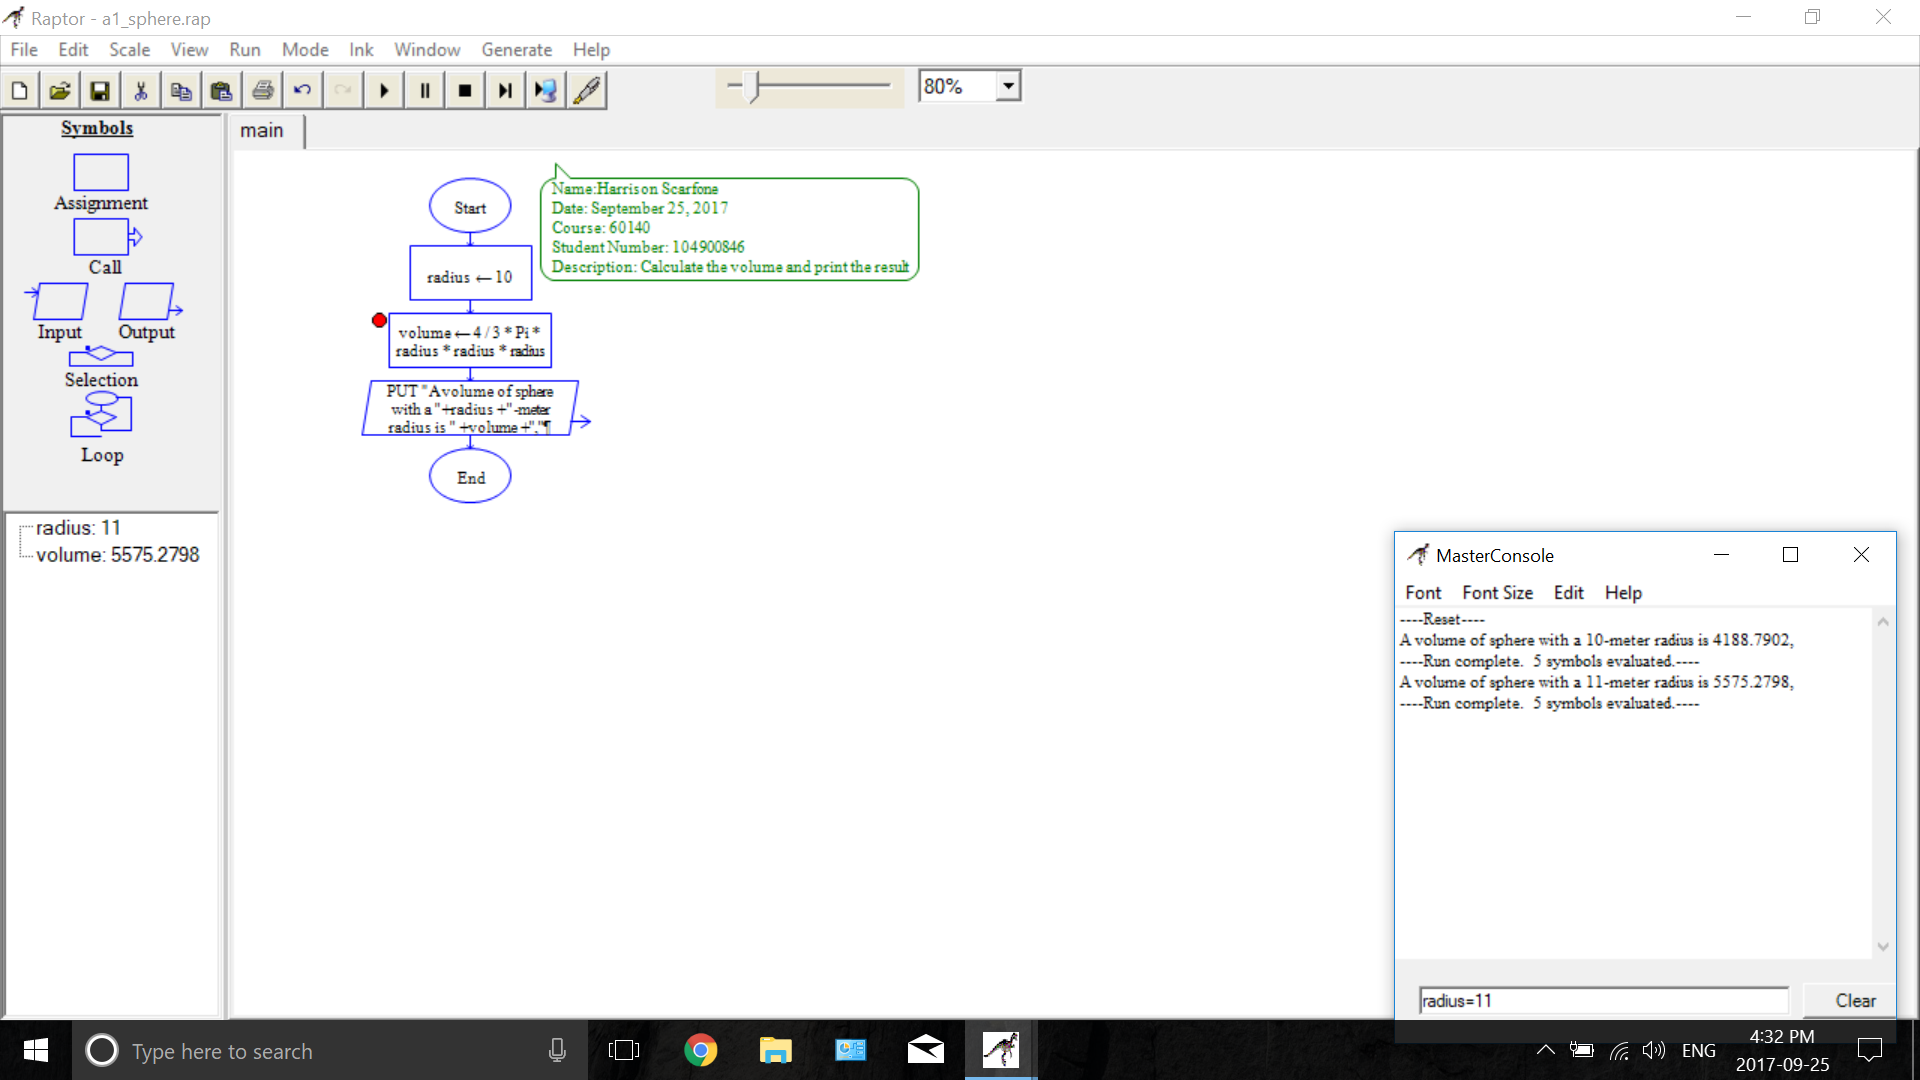 Raptor - a1_sphere.rap
File Edit Scale View Run Mode Ink Window Generate Help
80%
Symbols
Assignment
Call
Input Output
Selection
Loop
radius: 11
volume: 5575.2798
main
Start
radius ← 10
volume ← 4 / 3 * Pi *
radius * radius * radius
PUT "A volume of sphere
with a "+radius +"-meter
radius is " +volume +","¶
End
Name:Harrison Scarfone
Date: September 25, 2017
Course: 60140
Student Number: 104900846
Description: Calculate the volume and print the result
MasterConsole
Font Font Size Edit Help
----Reset----
A volume of sphere with a 10-meter radius is 4188.7902,
----Run complete.  5 symbols evaluated.----
A volume of sphere with a 11-meter radius is 5575.2798,
----Run complete.  5 symbols evaluated.----
radius=11
Clear
Type here to search
ENG
4:32 PM
2017-09-25